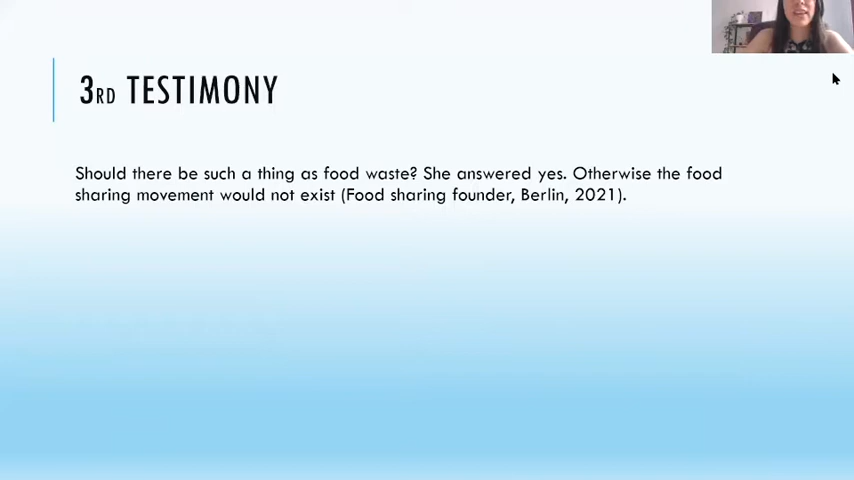 3RD TESTIMONY
Should there be such a thing as food waste? She answered yes. Otherwise the food
sharing movement would not exist (Food sharing founder, Berlin, 2021).